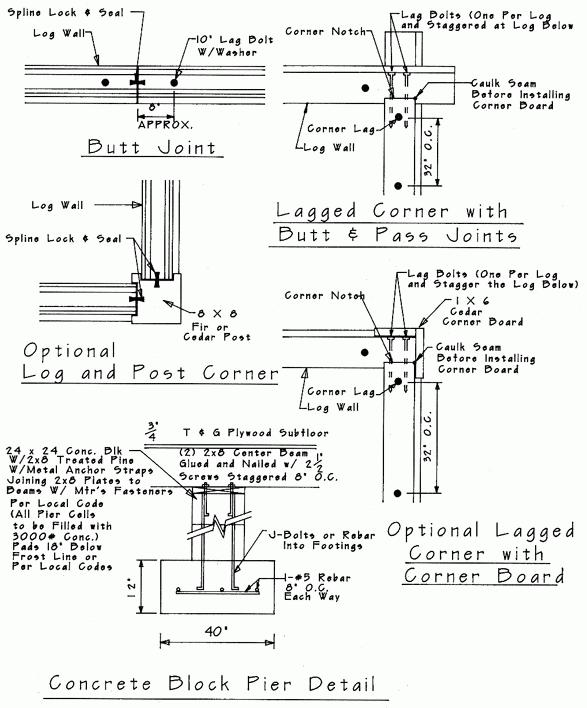 Spline Lock & Seal
Log Wall
10" Lag Bolt
W/Washer
8"
APPROX.
Butt Joint
Lag Bolts (One Per Log
and Staggered at Log Below
Corner Notch
Caulk Seam
Before Installing
Corner Board
Corner Lag
Log Wall
32" O.C.
Lagged Corner with
Butt & Pass Joints
Log Wall
Spline Lock & Seal
8 X 8
Fir or
Cedar Post
Optional
Log and Post Corner
Lag Bolts (One Per Log
and Stagger the Log Below)
Corner Notch
1 X 6
Cedar
Corner Board
Caulk Seam
Before Installing
Corner Board
Corner Lag
Log Wall
32" O.C.
Optional Lagged
Corner with
Corner Board
3/4" T & G Plywood Subfloor
(2) 2x8 Center Beam
Glued and Nailed w/ 2 1/2"
Screws Staggered 8" O.C.
24 x 24 Conc. Blk
W/2x8 Treated Pine
W/Metal Anchor Straps
Joining 2x8 Plates to
Beams W/ Mfr's Fasteners
Per Local Code
(All Pier Cells
to be Filled with
3000# Conc.)
Pads 18" Below
Frost Line or
Per Local Codes
J-Bolts or Rebar
Into Footings
1-#5 Rebar
8" O.C.
Each Way
12"
40"
Concrete Block Pier Detail